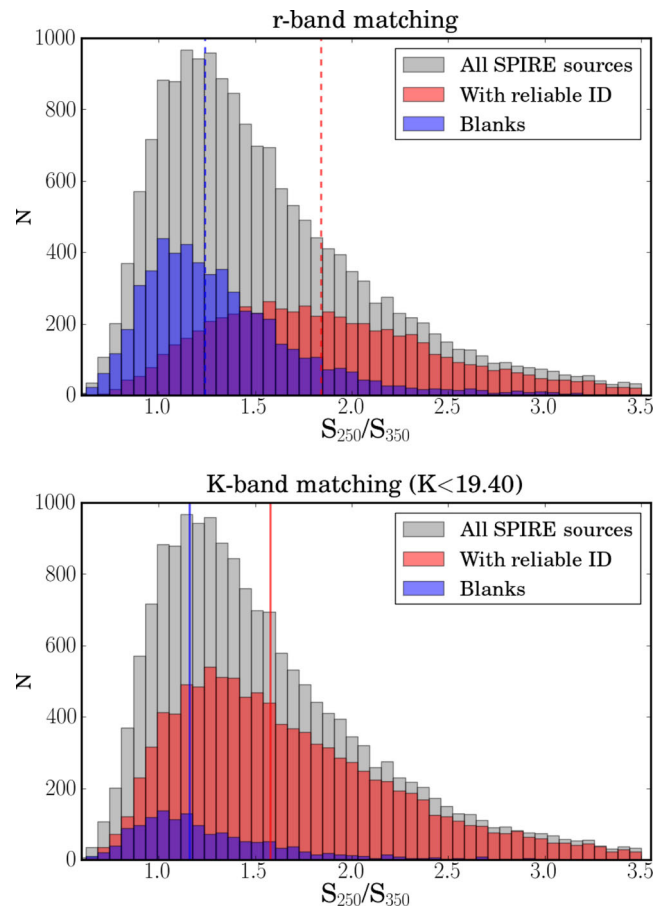 r-band matching
1000
800
600
400
200
0
N
All SPIRE sources
With reliable ID
Blanks
1.0 1.5 2.0 2.5 3.0 3.5
S250/S350
K-band matching (K<19.40)
1000
800
600
400
200
0
N
All SPIRE sources
With reliable ID
Blanks
1.0 1.5 2.0 2.5 3.0 3.5
S250/S350